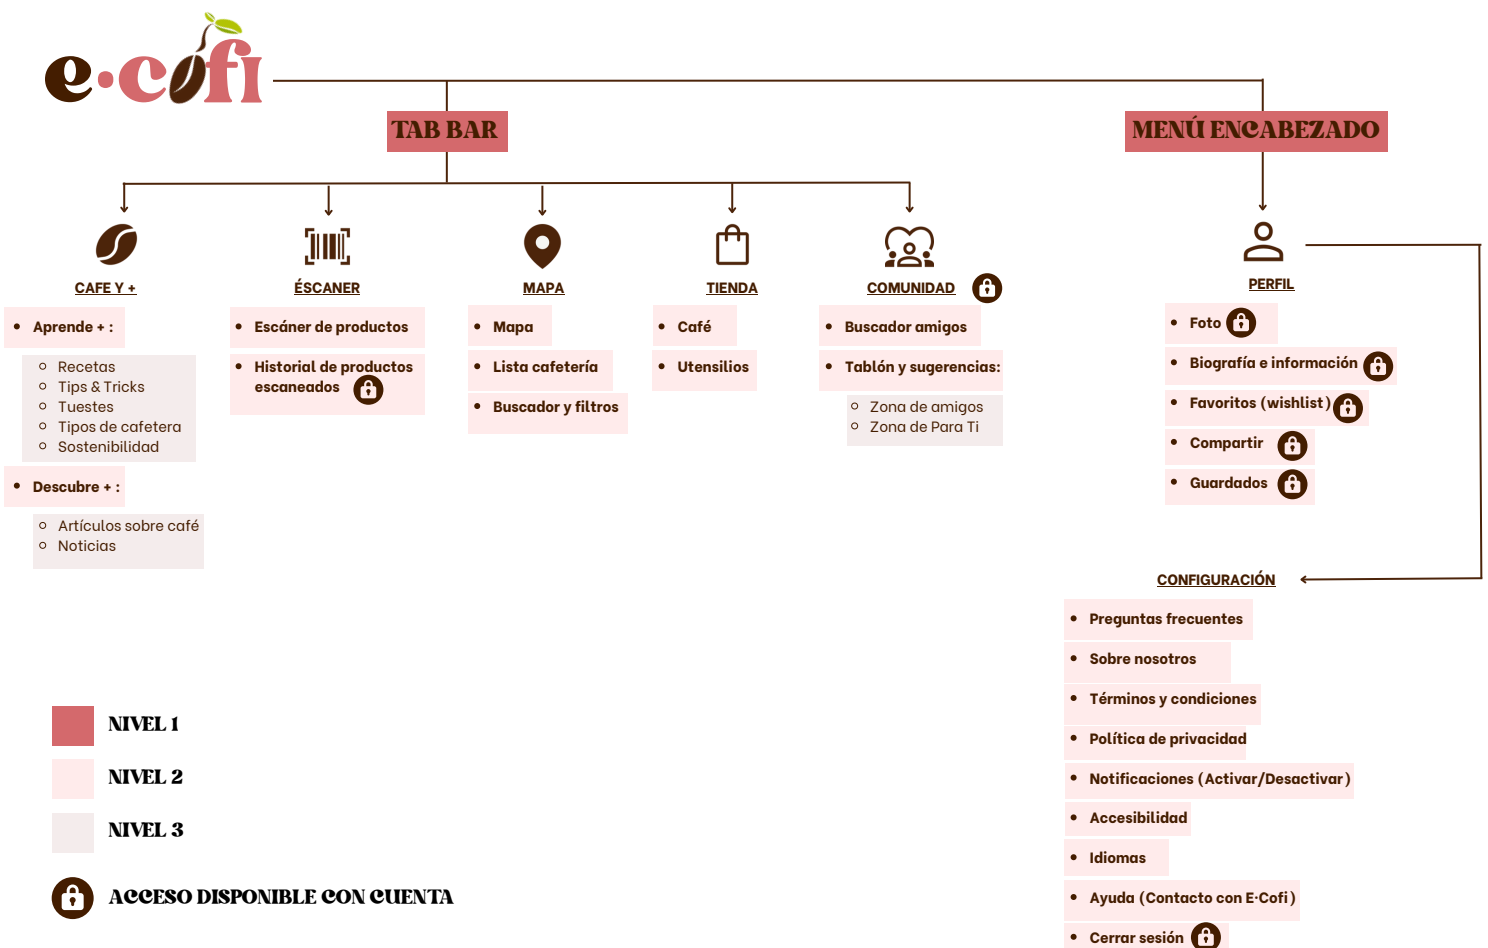 e·cofi
TAB BAR
MENÚ ENCABEZADO
CAFE Y +
Aprende + :
Recetas
Tips & Tricks
Tuestes
Tipos de cafetera
Sostenibilidad
Descubre + :
Artículos sobre café
Noticias
ÉSCANER
Escáner de productos
Historial de productos
escaneados
MAPA
Mapa
Lista cafetería
Buscador y filtros
TIENDA
Café
Utensilios
COMUNIDAD
Buscador amigos
Tablón y sugerencias:
Zona de amigos
Zona de Para Ti
PERFIL
Foto
Biografía e información
Favoritos (wishlist)
Compartir
Guardados
CONFIGURACIÓN
Preguntas frecuentes
Sobre nosotros
Términos y condiciones
Política de privacidad
Notificaciones (Activar/Desactivar)
Accesibilidad
Idiomas
Ayuda (Contacto con E·Cofi)
Cerrar sesión
NIVEL 1
NIVEL 2
NIVEL 3
ACCESO DISPONIBLE CON CUENTA